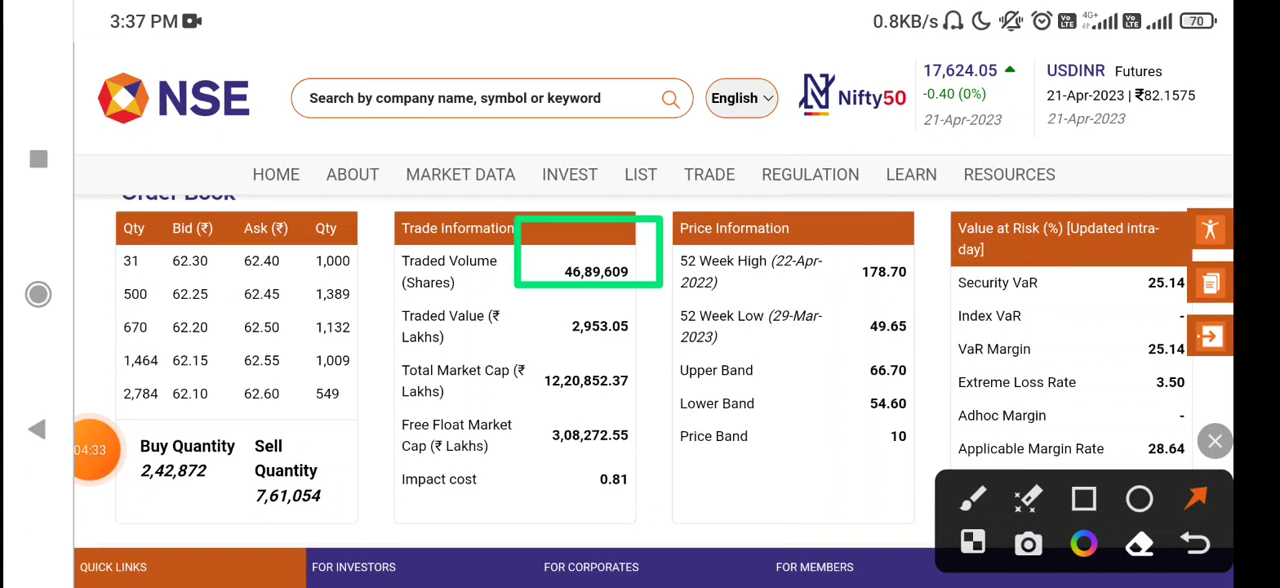 3:37 PM
0.8KB/s
4G+
Vo LTE
Vo LTE
70
NSE
Search by company name, symbol or keyword
English
Nifty50
17,624.05
-0.40 (0%)
21-Apr-2023
USDINR Futures
21-Apr-2023 | ₹82.1575
21-Apr-2023
HOME ABOUT MARKET DATA INVEST LIST TRADE REGULATION LEARN RESOURCES
Order Book
Qty Bid (₹) Ask (₹) Qty
31 62.30 62.40 1,000
500 62.25 62.45 1,389
670 62.20 62.50 1,132
1,464 62.15 62.55 1,009
2,784 62.10 62.60 549
Buy Quantity
2,42,872
Sell
Quantity
7,61,054
Trade Information
Traded Volume
(Shares)
46,89,609
Traded Value (₹
Lakhs)
2,953.05
Total Market Cap (₹
Lakhs)
12,20,852.37
Free Float Market
Cap (₹ Lakhs)
3,08,272.55
Impact cost 0.81
Price Information
52 Week High (22-Apr-
2022)
178.70
52 Week Low (29-Mar-
2023)
49.65
Upper Band 66.70
Lower Band 54.60
Price Band 10
Value at Risk (%) [Updated intra-
day]
Security VaR 25.14
Index VaR -
VaR Margin 25.14
Extreme Loss Rate 3.50
Adhoc Margin -
Applicable Margin Rate 28.64
04:33
QUICK LINKS
FOR INVESTORS
FOR CORPORATES
FOR MEMBERS